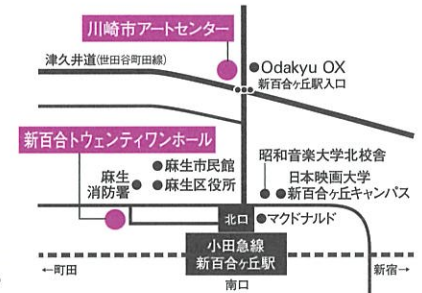 川崎市アートセンター
津久井道(世田谷町田線)
Odakyu OX
新百合ヶ丘駅入口
新百合トウェンティワンホール
昭和音楽大学北校舎
麻生市民館
麻生
消防署
麻生区役所
日本映画大学
新百合ヶ丘キャンパス
北口
マクドナルド
小田急線
新百合ヶ丘駅
←町田
新宿→
南口